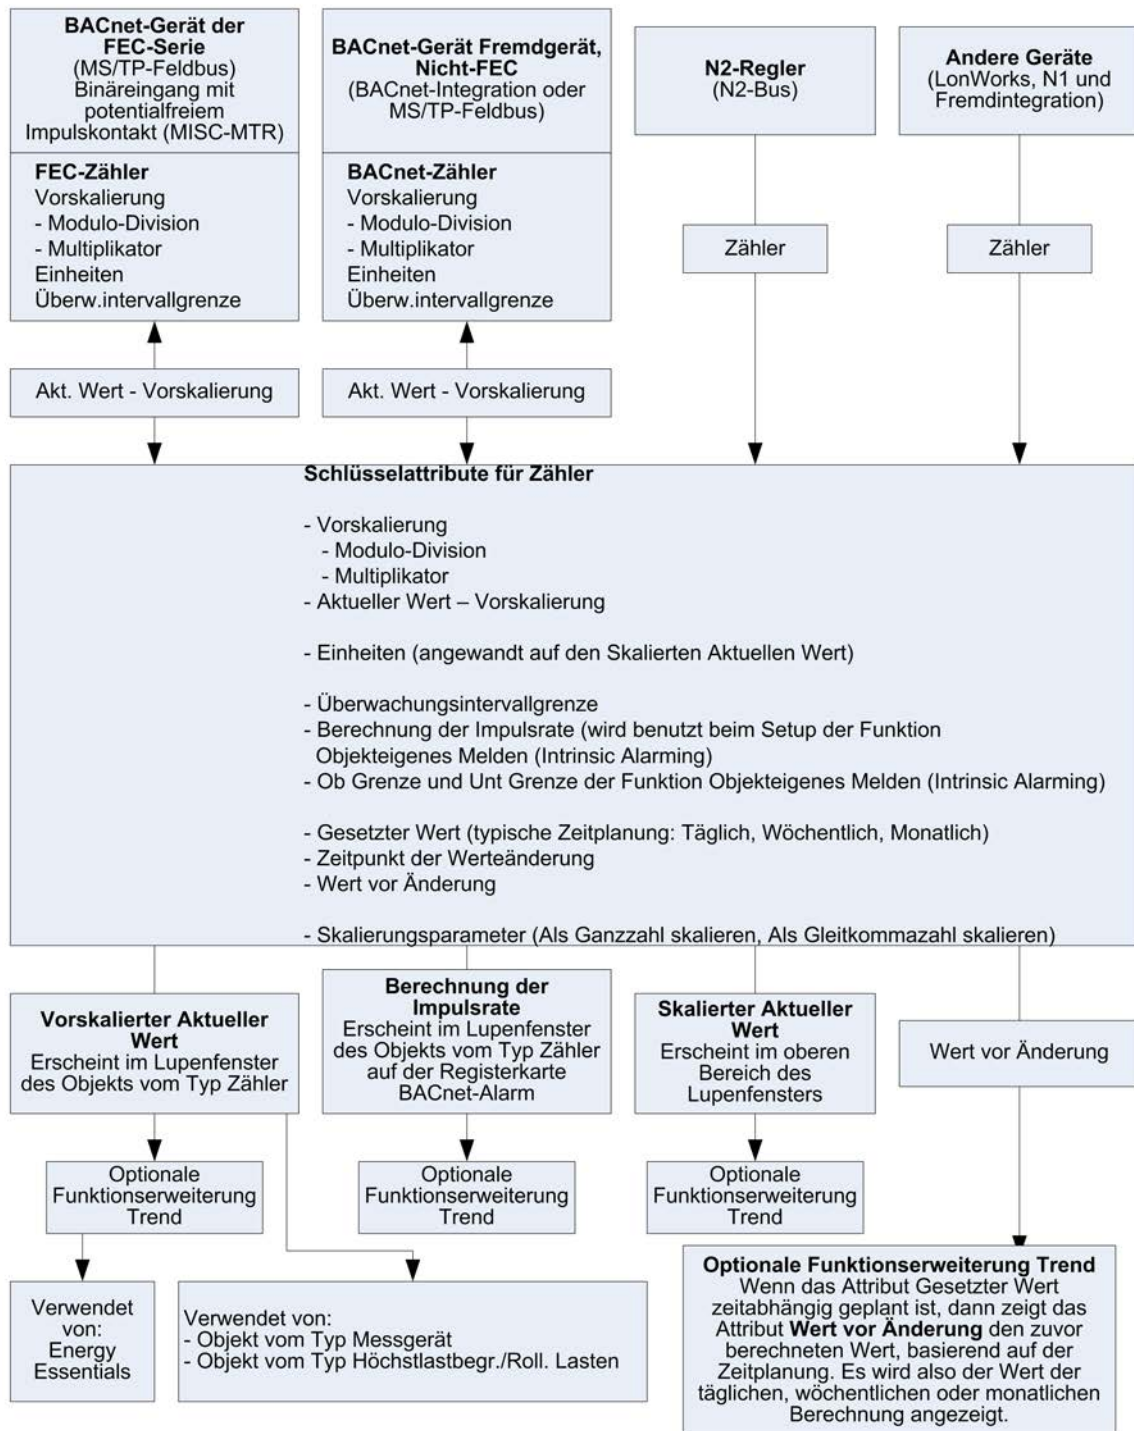 BACnet-Gerät der
FEC-Serie
(MS/TP-Feldbus)
Binäreingang mit
potentialfreiem
Impulskontakt (MISC-MTR)
FEC-Zähler
Vorskalierung
- Modulo-Division
- Multiplikator
Einheiten
Überw.intervallgrenze
BACnet-Gerät Fremdgerät,
Nicht-FEC
(BACnet-Integration oder
MS/TP-Feldbus)
BACnet-Zähler
Vorskalierung
- Modulo-Division
- Multiplikator
Einheiten
Überw.intervallgrenze
N2-Regler
(N2-Bus)
Andere Geräte
(LonWorks, N1 und
Fremdintegration)
Zähler
Zähler
Akt. Wert - Vorskalierung
Akt. Wert - Vorskalierung
Schlüsselattribute für Zähler
- Vorskalierung
- Modulo-Division
- Multiplikator
- Aktueller Wert – Vorskalierung
- Einheiten (angewandt auf den Skalierten Aktuellen Wert)
- Überwachungsintervallgrenze
- Berechnung der Impulsrate (wird benutzt beim Setup der Funktion
Objekteigenes Melden (Intrinsic Alarming)
- Ob Grenze und Unt Grenze der Funktion Objekteigenes Melden (Intrinsic Alarming)
- Gesetzter Wert (typische Zeitplanung: Täglich, Wöchentlich, Monatlich)
- Zeitpunkt der Werteänderung
- Wert vor Änderung
- Skalierungsparameter (Als Ganzzahl skalieren, Als Gleitkommazahl skalieren)
Vorskalierter Aktueller
Wert
Erscheint im Lupenfenster
des Objekts vom Typ Zähler
Berechnung der
Impulsrate
Erscheint im Lupenfenster
des Objekts vom Typ Zähler
auf der Registerkarte
BACnet-Alarm
Skalierter Aktueller
Wert
Erscheint im oberen
Bereich des
Lupenfensters
Wert vor Änderung
Optionale
Funktionserweiterung
Trend
Optionale
Funktionserweiterung
Trend
Optionale
Funktionserweiterung
Trend
Verwendet
von:
Energy
Essentials
Verwendet von:
- Objekt vom Typ Messgerät
- Objekt vom Typ Höchstlastbegr./Roll. Lasten
Optionale Funktionserweiterung Trend
Wenn das Attribut Gesetzter Wert
zeitabhängig geplant ist, dann zeigt das
Attribut Wert vor Änderung den zuvor
berechneten Wert, basierend auf der
Zeitplanung. Es wird also der Wert der
täglichen, wöchentlichen oder monatlichen
Berechnung angezeigt.